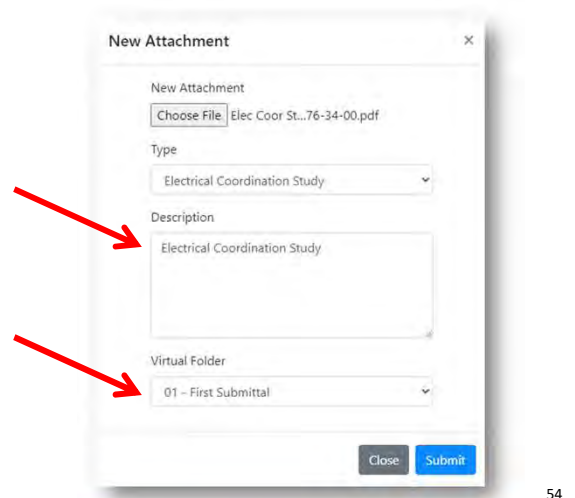 New Attachment ×
New Attachment
Choose File Elec Coor St...76-34-00.pdf
Type
Electrical Coordination Study
Description
Electrical Coordination Study
Virtual Folder
01 - First Submittal
Close Submit
54